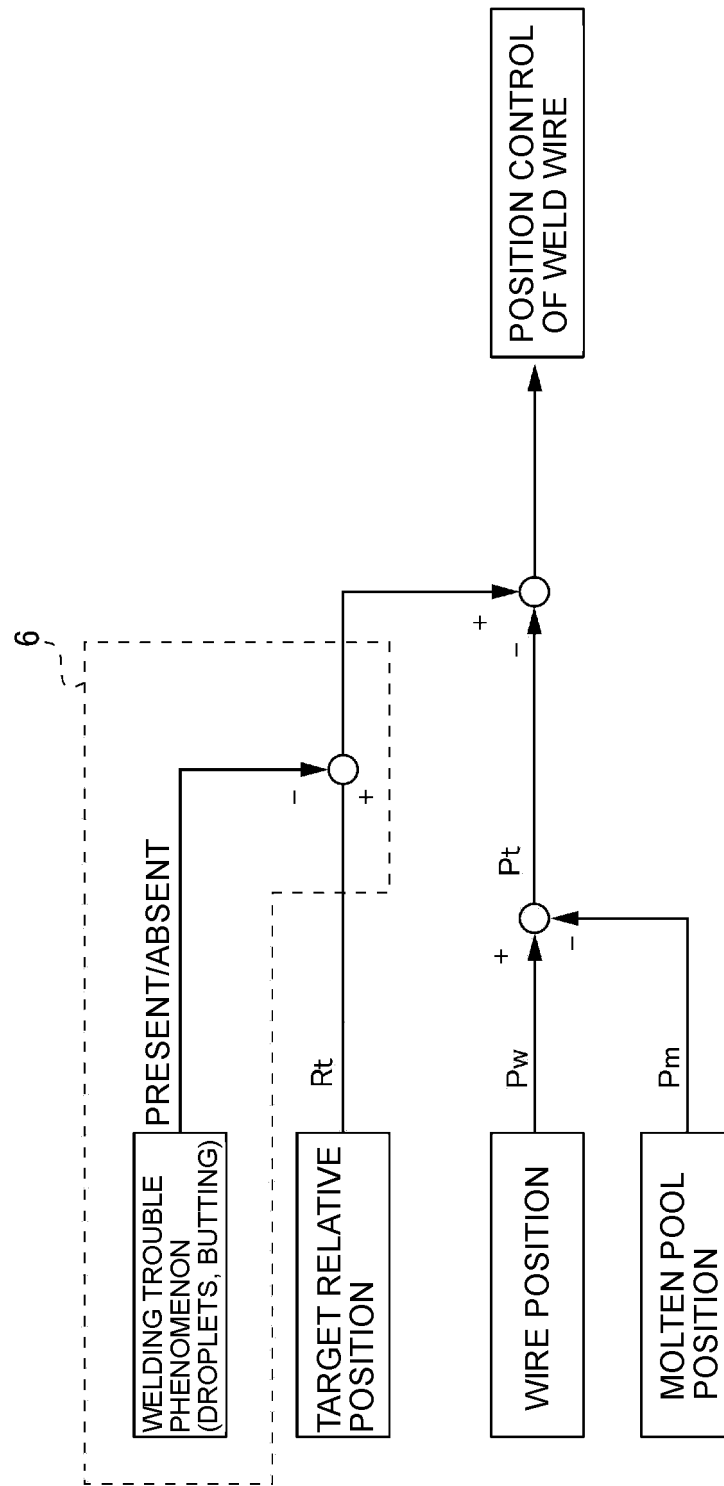 6
WELDING TROUBLE
PHENOMENON
(DROPLETS, BUTTING)
PRESENT/ABSENT
-
+
TARGET RELATIVE
POSITION
Rt
+
-
POSITION CONTROL
OF WELD WIRE
WIRE POSITION
Pw
+
-
Pt
MOLTEN POOL
POSITION
Pm